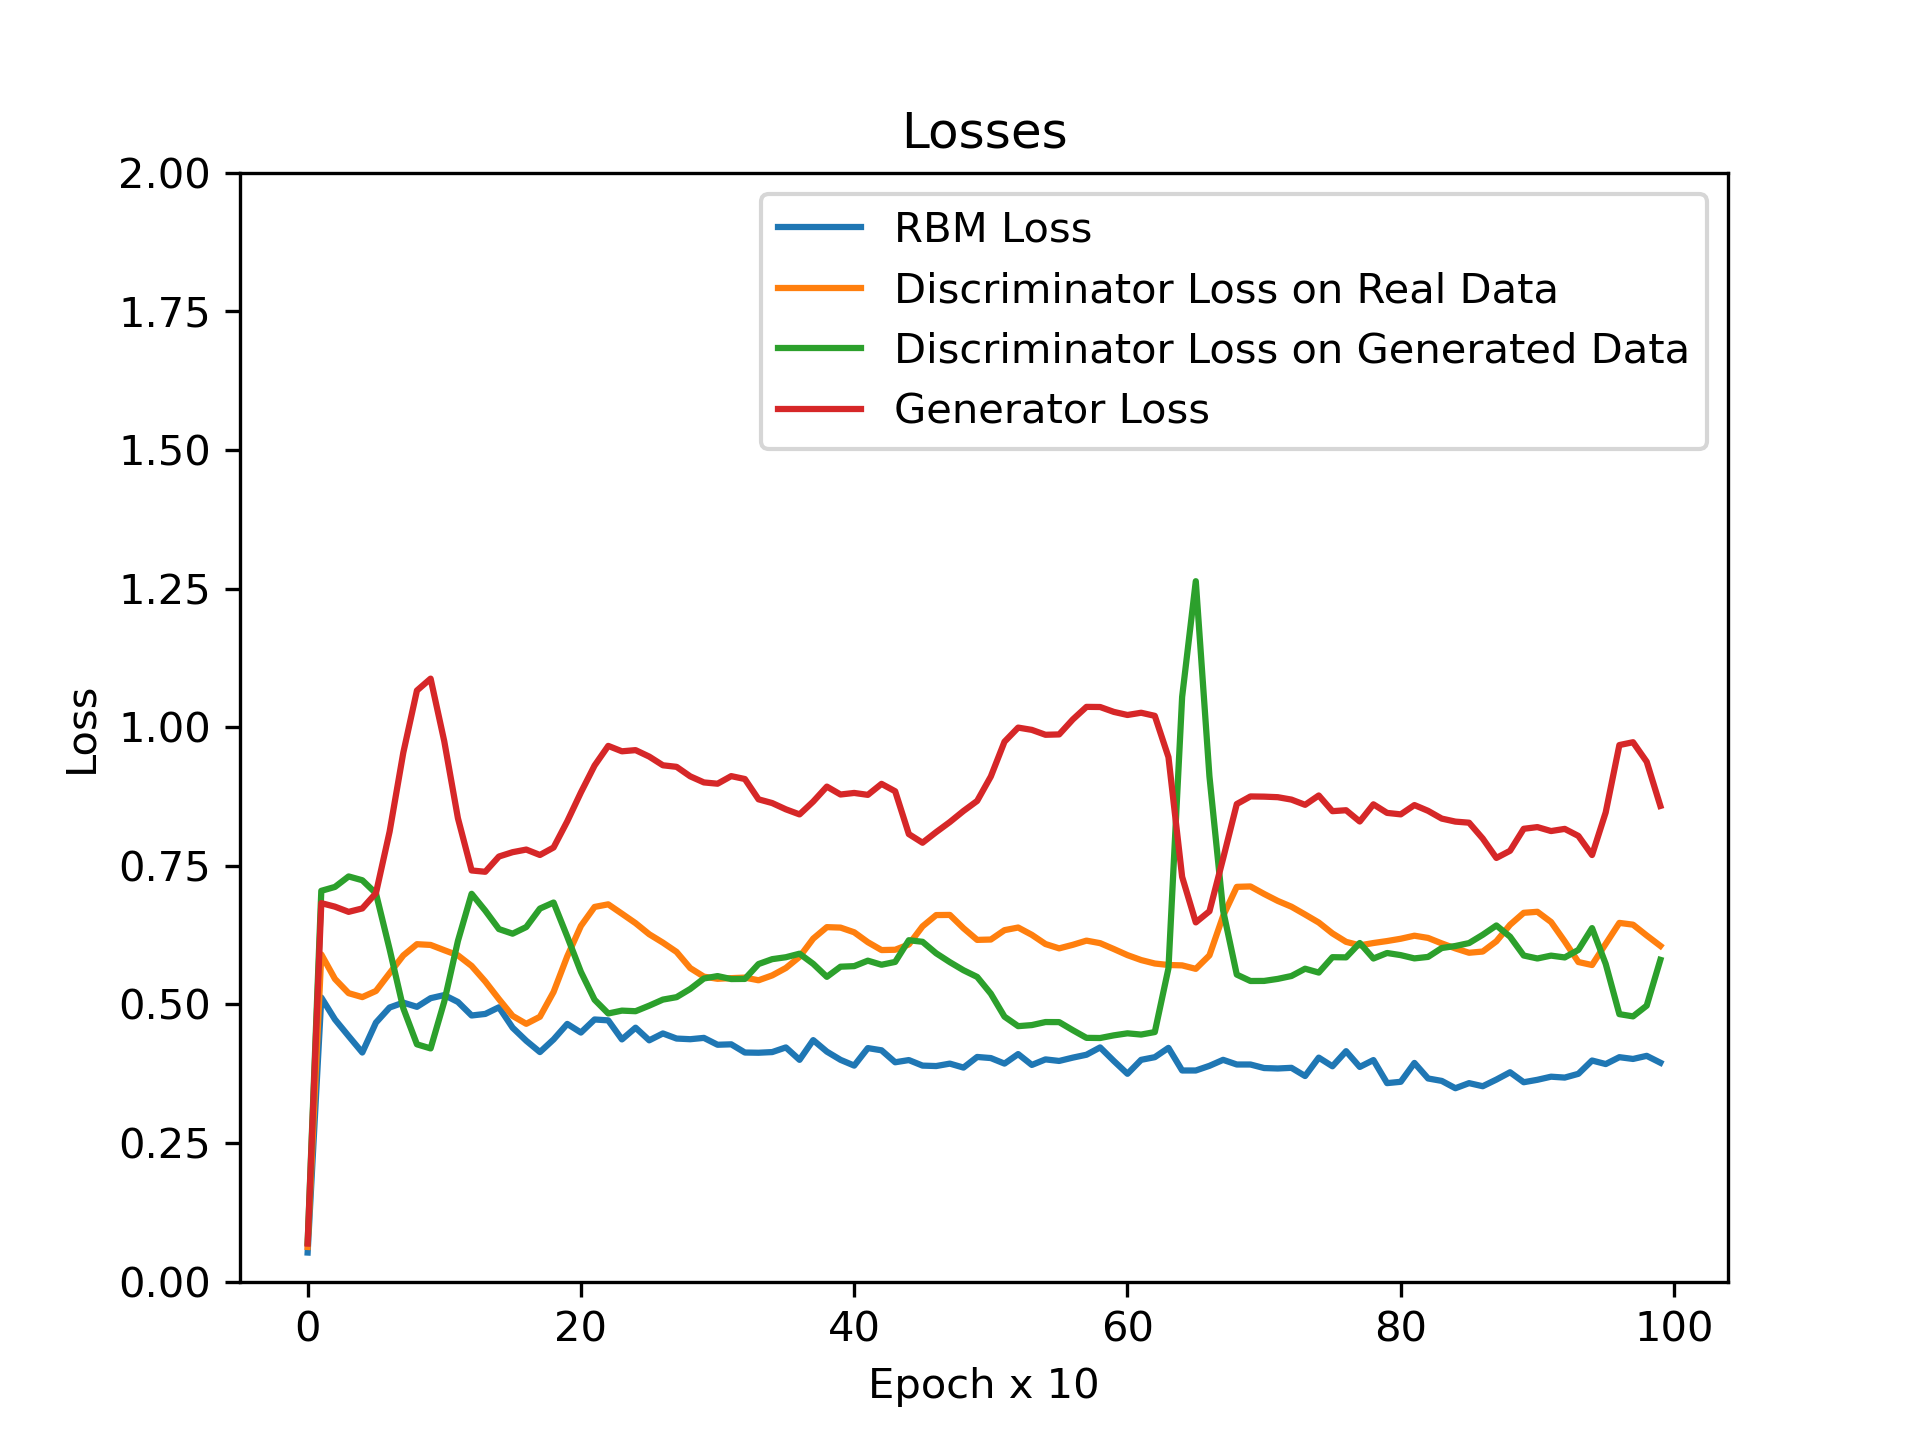 Losses
2.00
1.75
1.50
1.25
1.00
0.75
0.50
0.25
0.00
Loss
RBM Loss
Discriminator Loss on Real Data
Discriminator Loss on Generated Data
Generator Loss
0 20 40 60 80 100
Epoch x 10